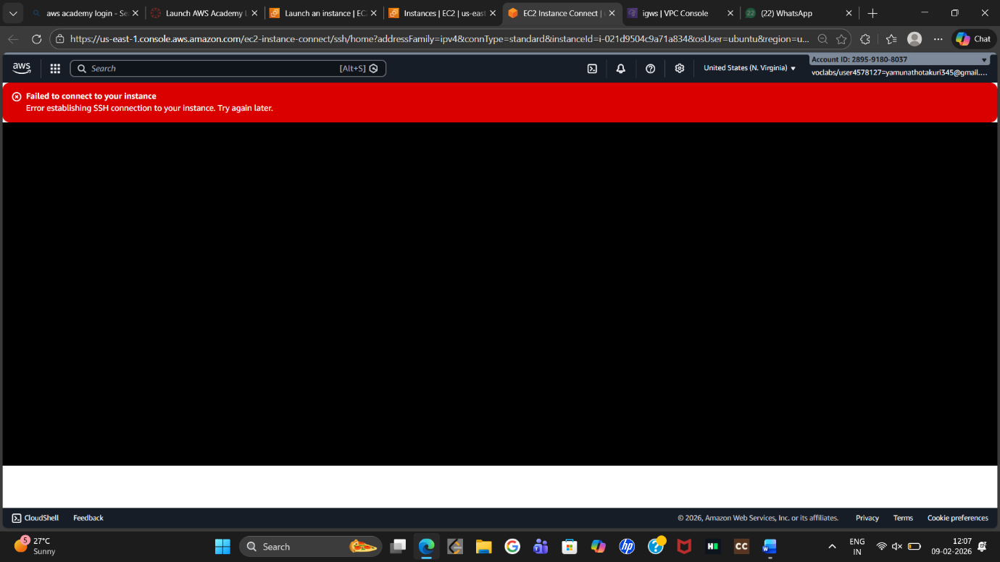 aws academy login - Se
Launch AWS Academy L
Launch an instance | EC
Instances | EC2 | us-east
EC2 Instance Connect |
igws | VPC Console
22
(22) WhatsApp
https://us-east-1.console.aws.amazon.com/ec2-instance-connect/ssh/home?addressFamily=ipv4&connType=standard&instanceId=i-021d9504c9a71a834&osUser=ubuntu&region=u...
Chat
aws
Search
[Alt+S]
United States (N. Virginia)
Account ID: 2895-9180-8037
voclabs/user4578127=yamunathotakuri345@gmail....
Failed to connect to your instance
Error establishing SSH connection to your instance. Try again later.
CloudShell
Feedback
© 2026, Amazon Web Services, Inc. or its affiliates.
Privacy
Terms
Cookie preferences
5
27°C
Sunny
Search
hp
CC
W
ENG
IN
12:07
09-02-2026